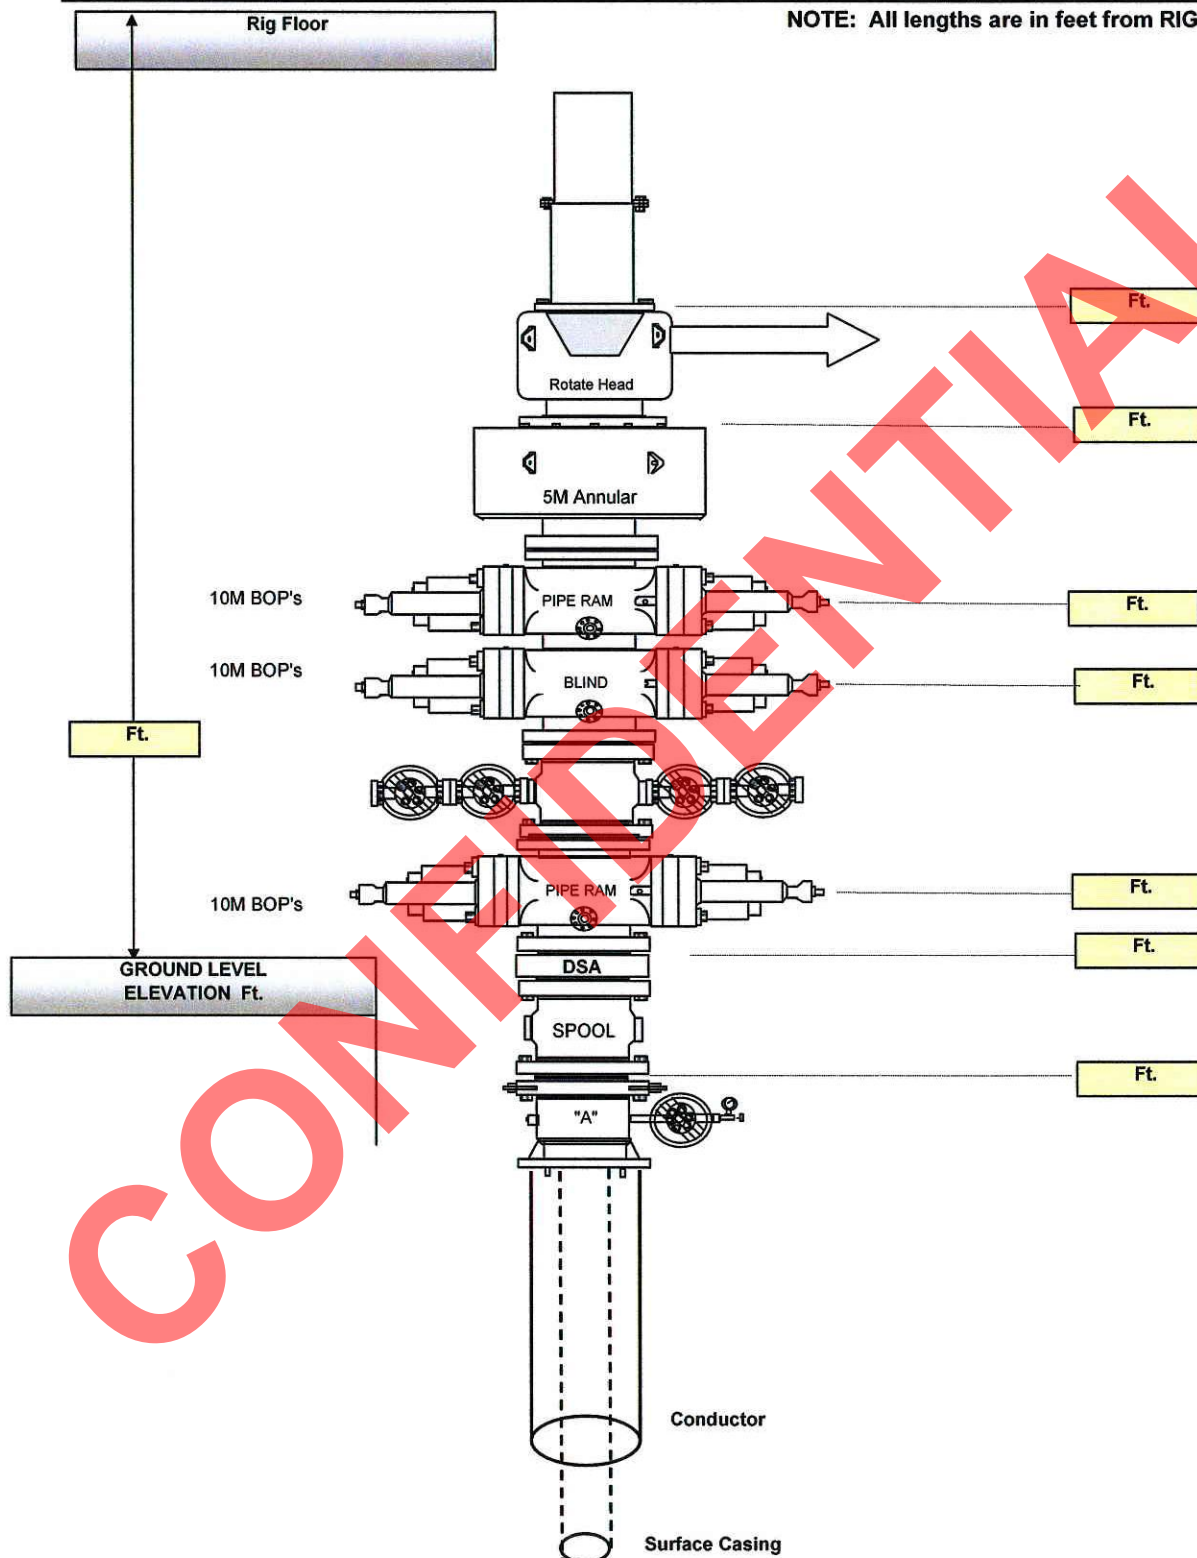 Rig Floor
NOTE: All lengths are in feet from RIG
Ft.
Rotate Head
Ft.
5M Annular
10M BOP's
PIPE RAM
Ft.
10M BOP's
BLIND
Ft.
Ft.
10M BOP's
PIPE RAM
Ft.
Ft.
GROUND LEVEL
ELEVATION Ft.
DSA
SPOOL
Ft.
"A"
Conductor
Surface Casing
CONFIDENTIAL